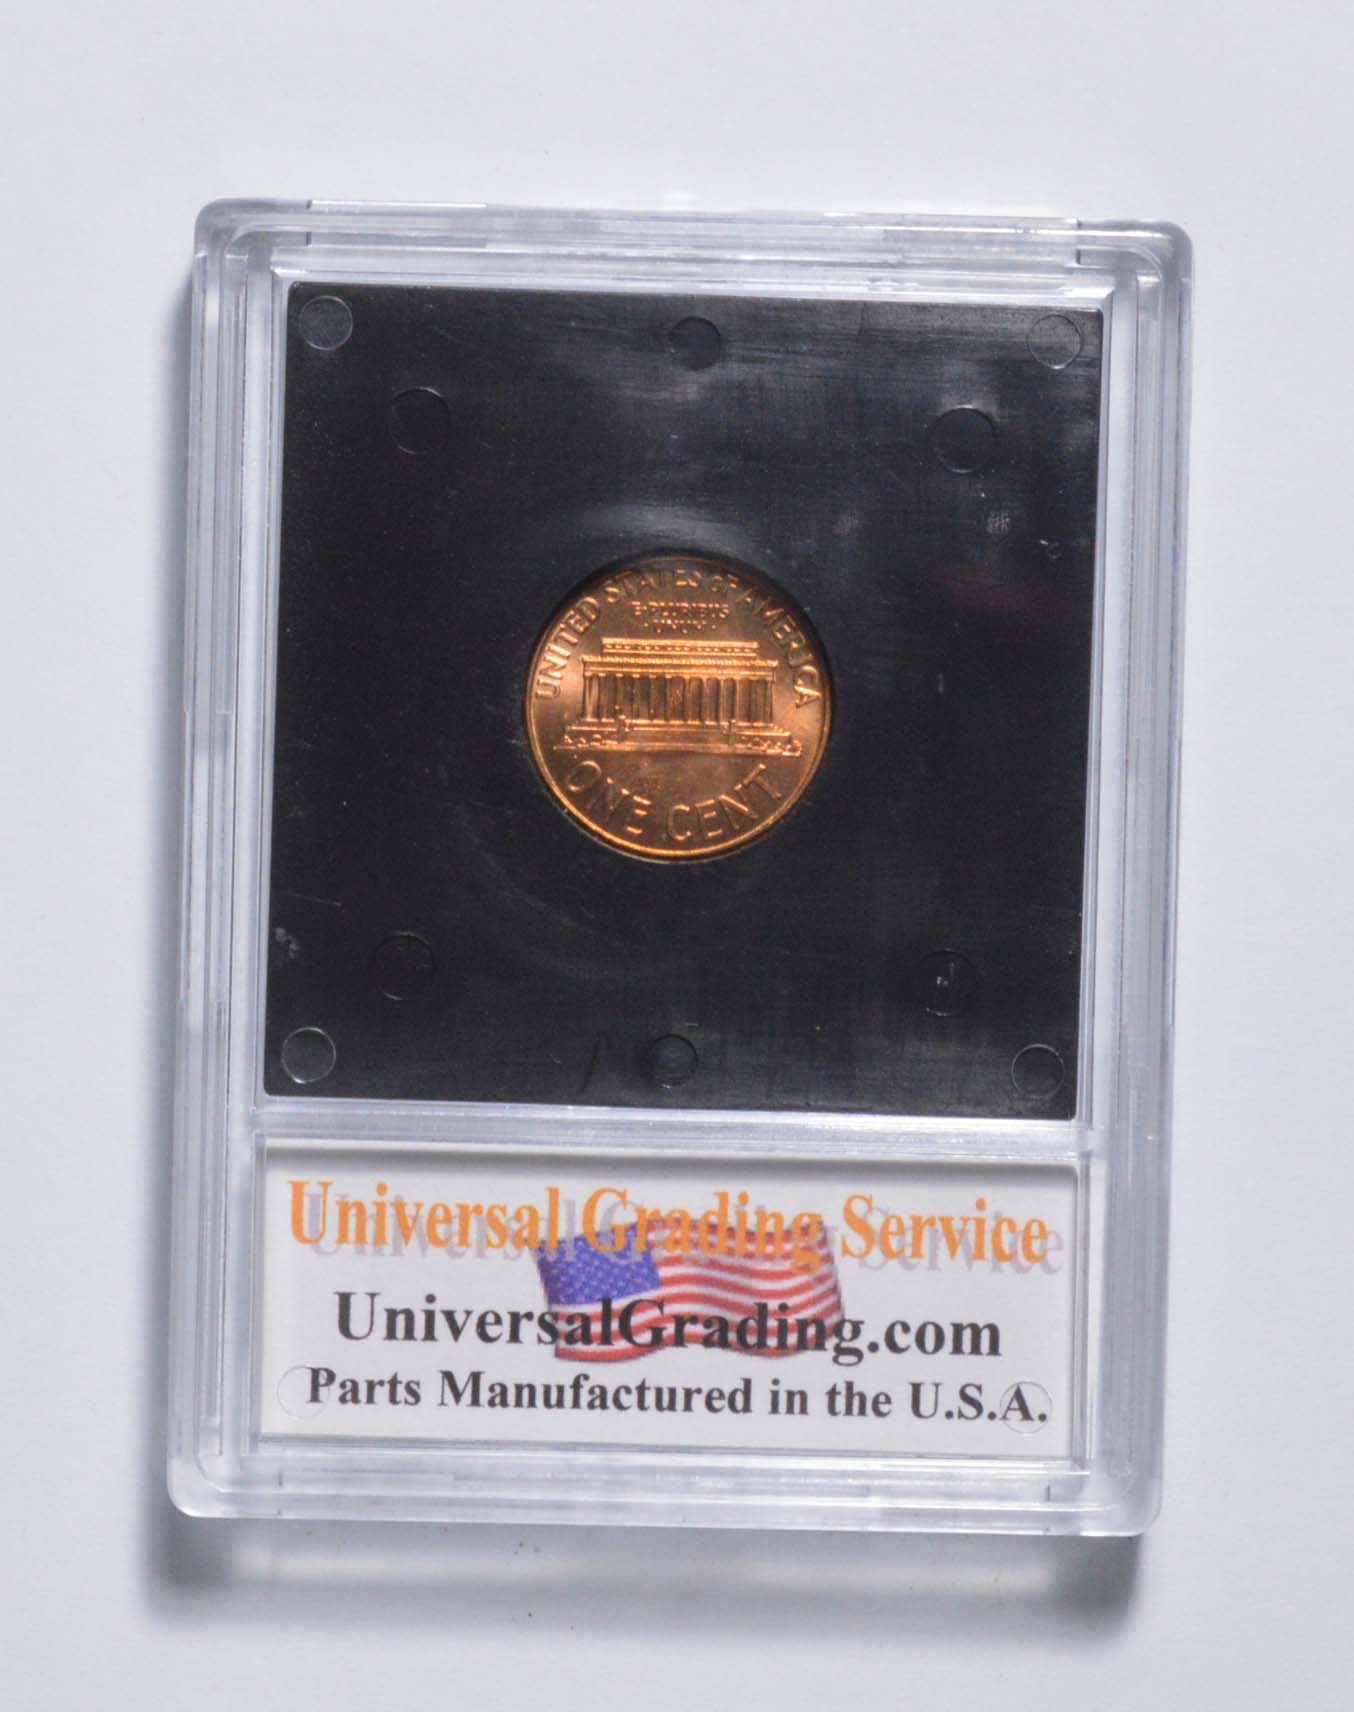 UNITED STATES OF AMERICA
E·PLURIBUS
UNUM
ONE CENT
Universal Grading Service
UniversalGrading.com
Parts Manufactured in the U.S.A.